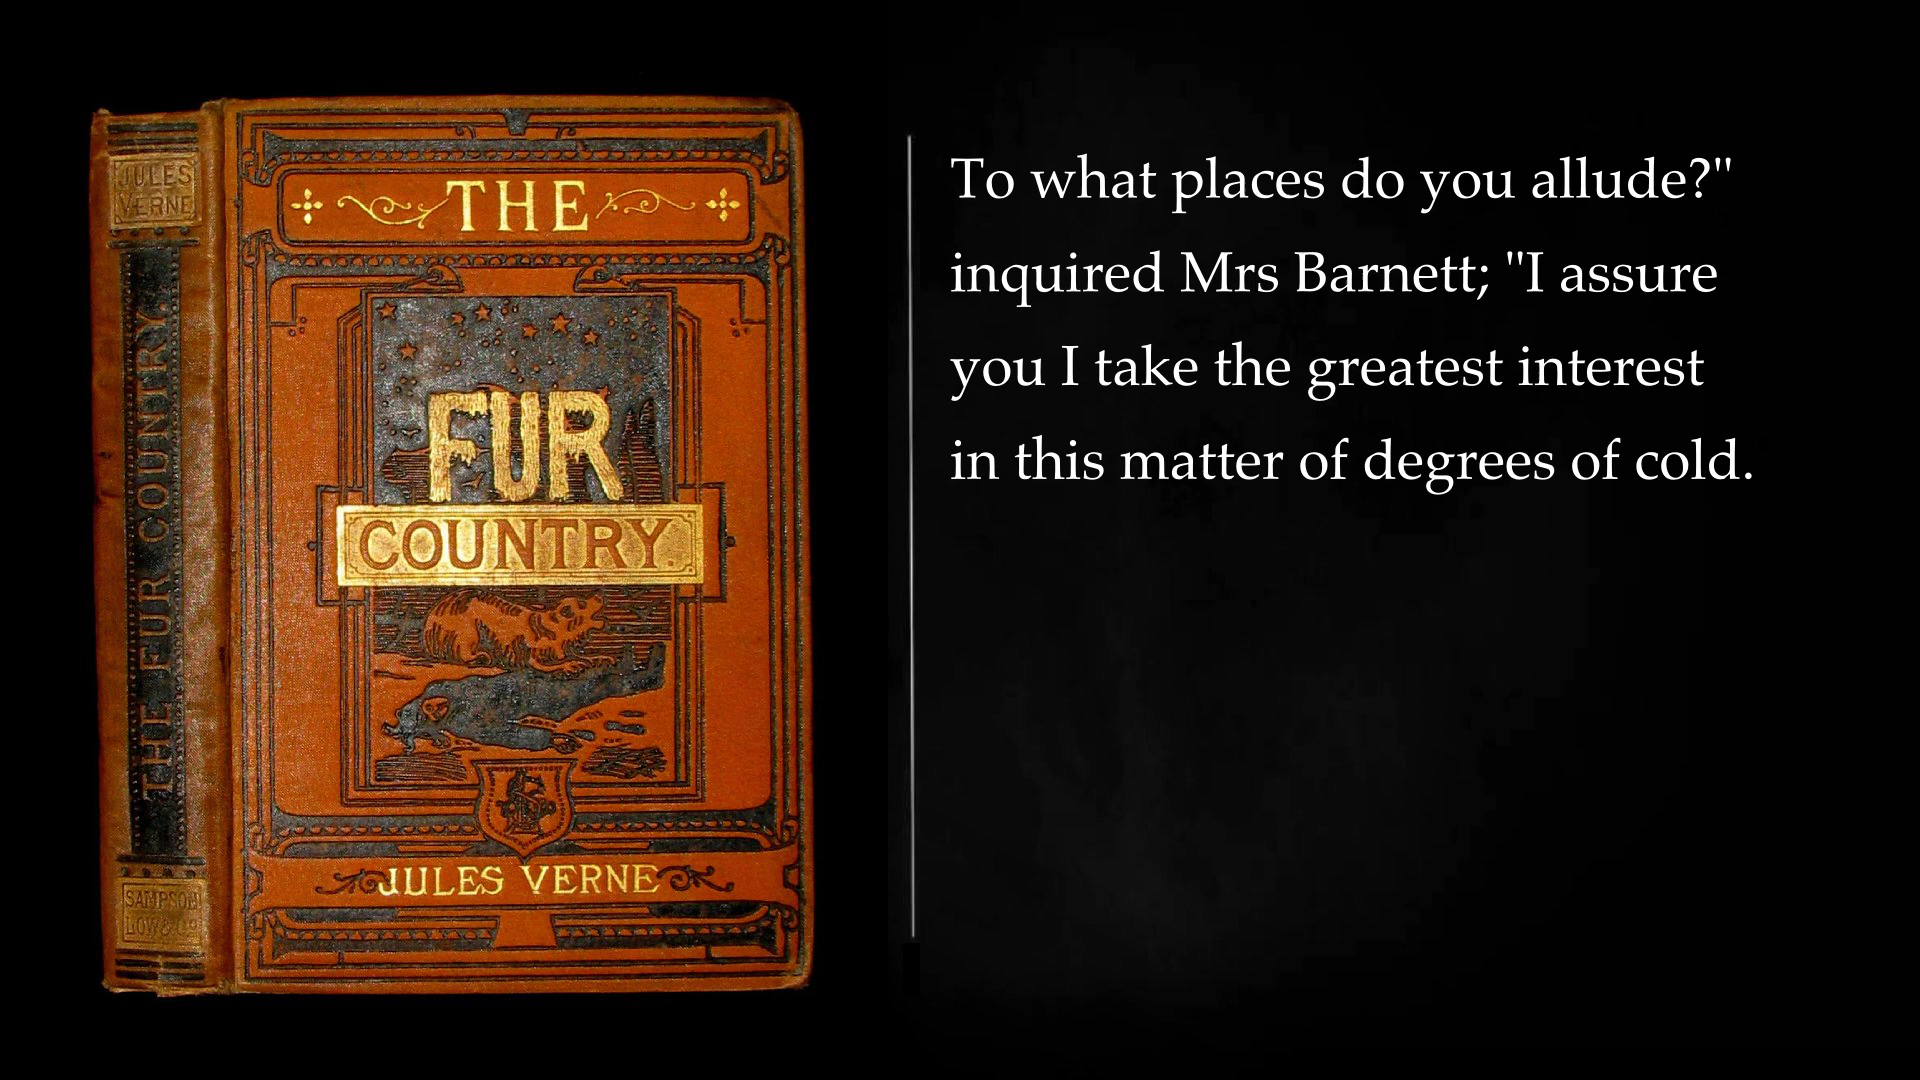 JULES
VERNE
THE FUR COUNTRY.
SAMPSON
LOW & Co
THE
FUR
COUNTRY.
JULES VERNE
To what places do you allude?"
inquired Mrs Barnett; "I assure
you I take the greatest interest
in this matter of degrees of cold.